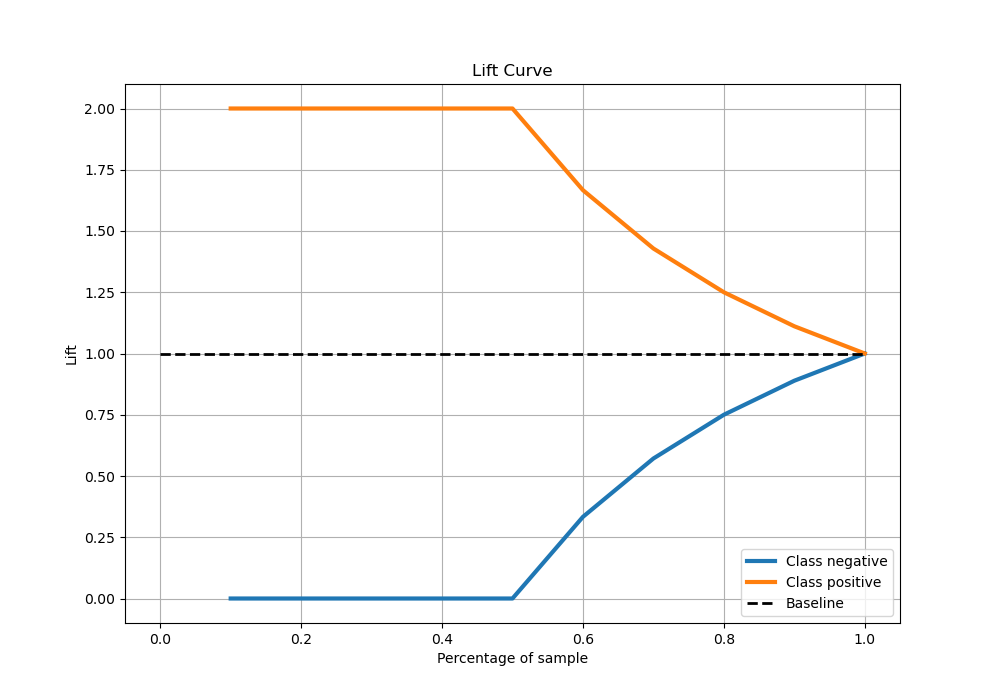 Lift Curve
2.00
1.75
1.50
1.25
1.00
0.75
0.50
0.25
0.00
Lift
0.0 0.2 0.4 0.6 0.8 1.0
Percentage of sample
Class negative
Class positive
Baseline